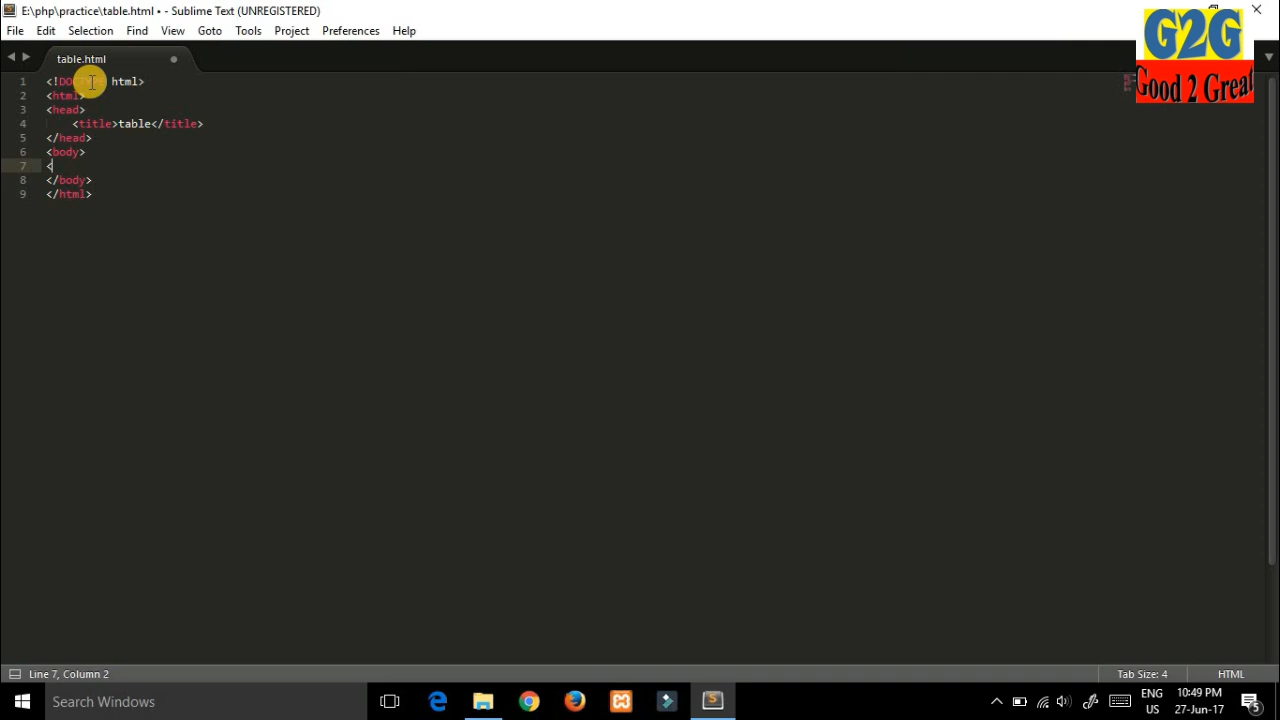 E:\php\practice\table.html • - Sublime Text (UNREGISTERED)
File Edit Selection Find View Goto Tools Project Preferences Help
table.html
G2G
Good 2 Great
1 <!DOCTYPE html>
2 <html>
3 <head>
4 <title>table</title>
5 </head>
6 <body>
7 <
8 </body>
9 </html>
Line 7, Column 2
Tab Size: 4
HTML
Search Windows
ENG
US
10:49 PM
27-Jun-17
5